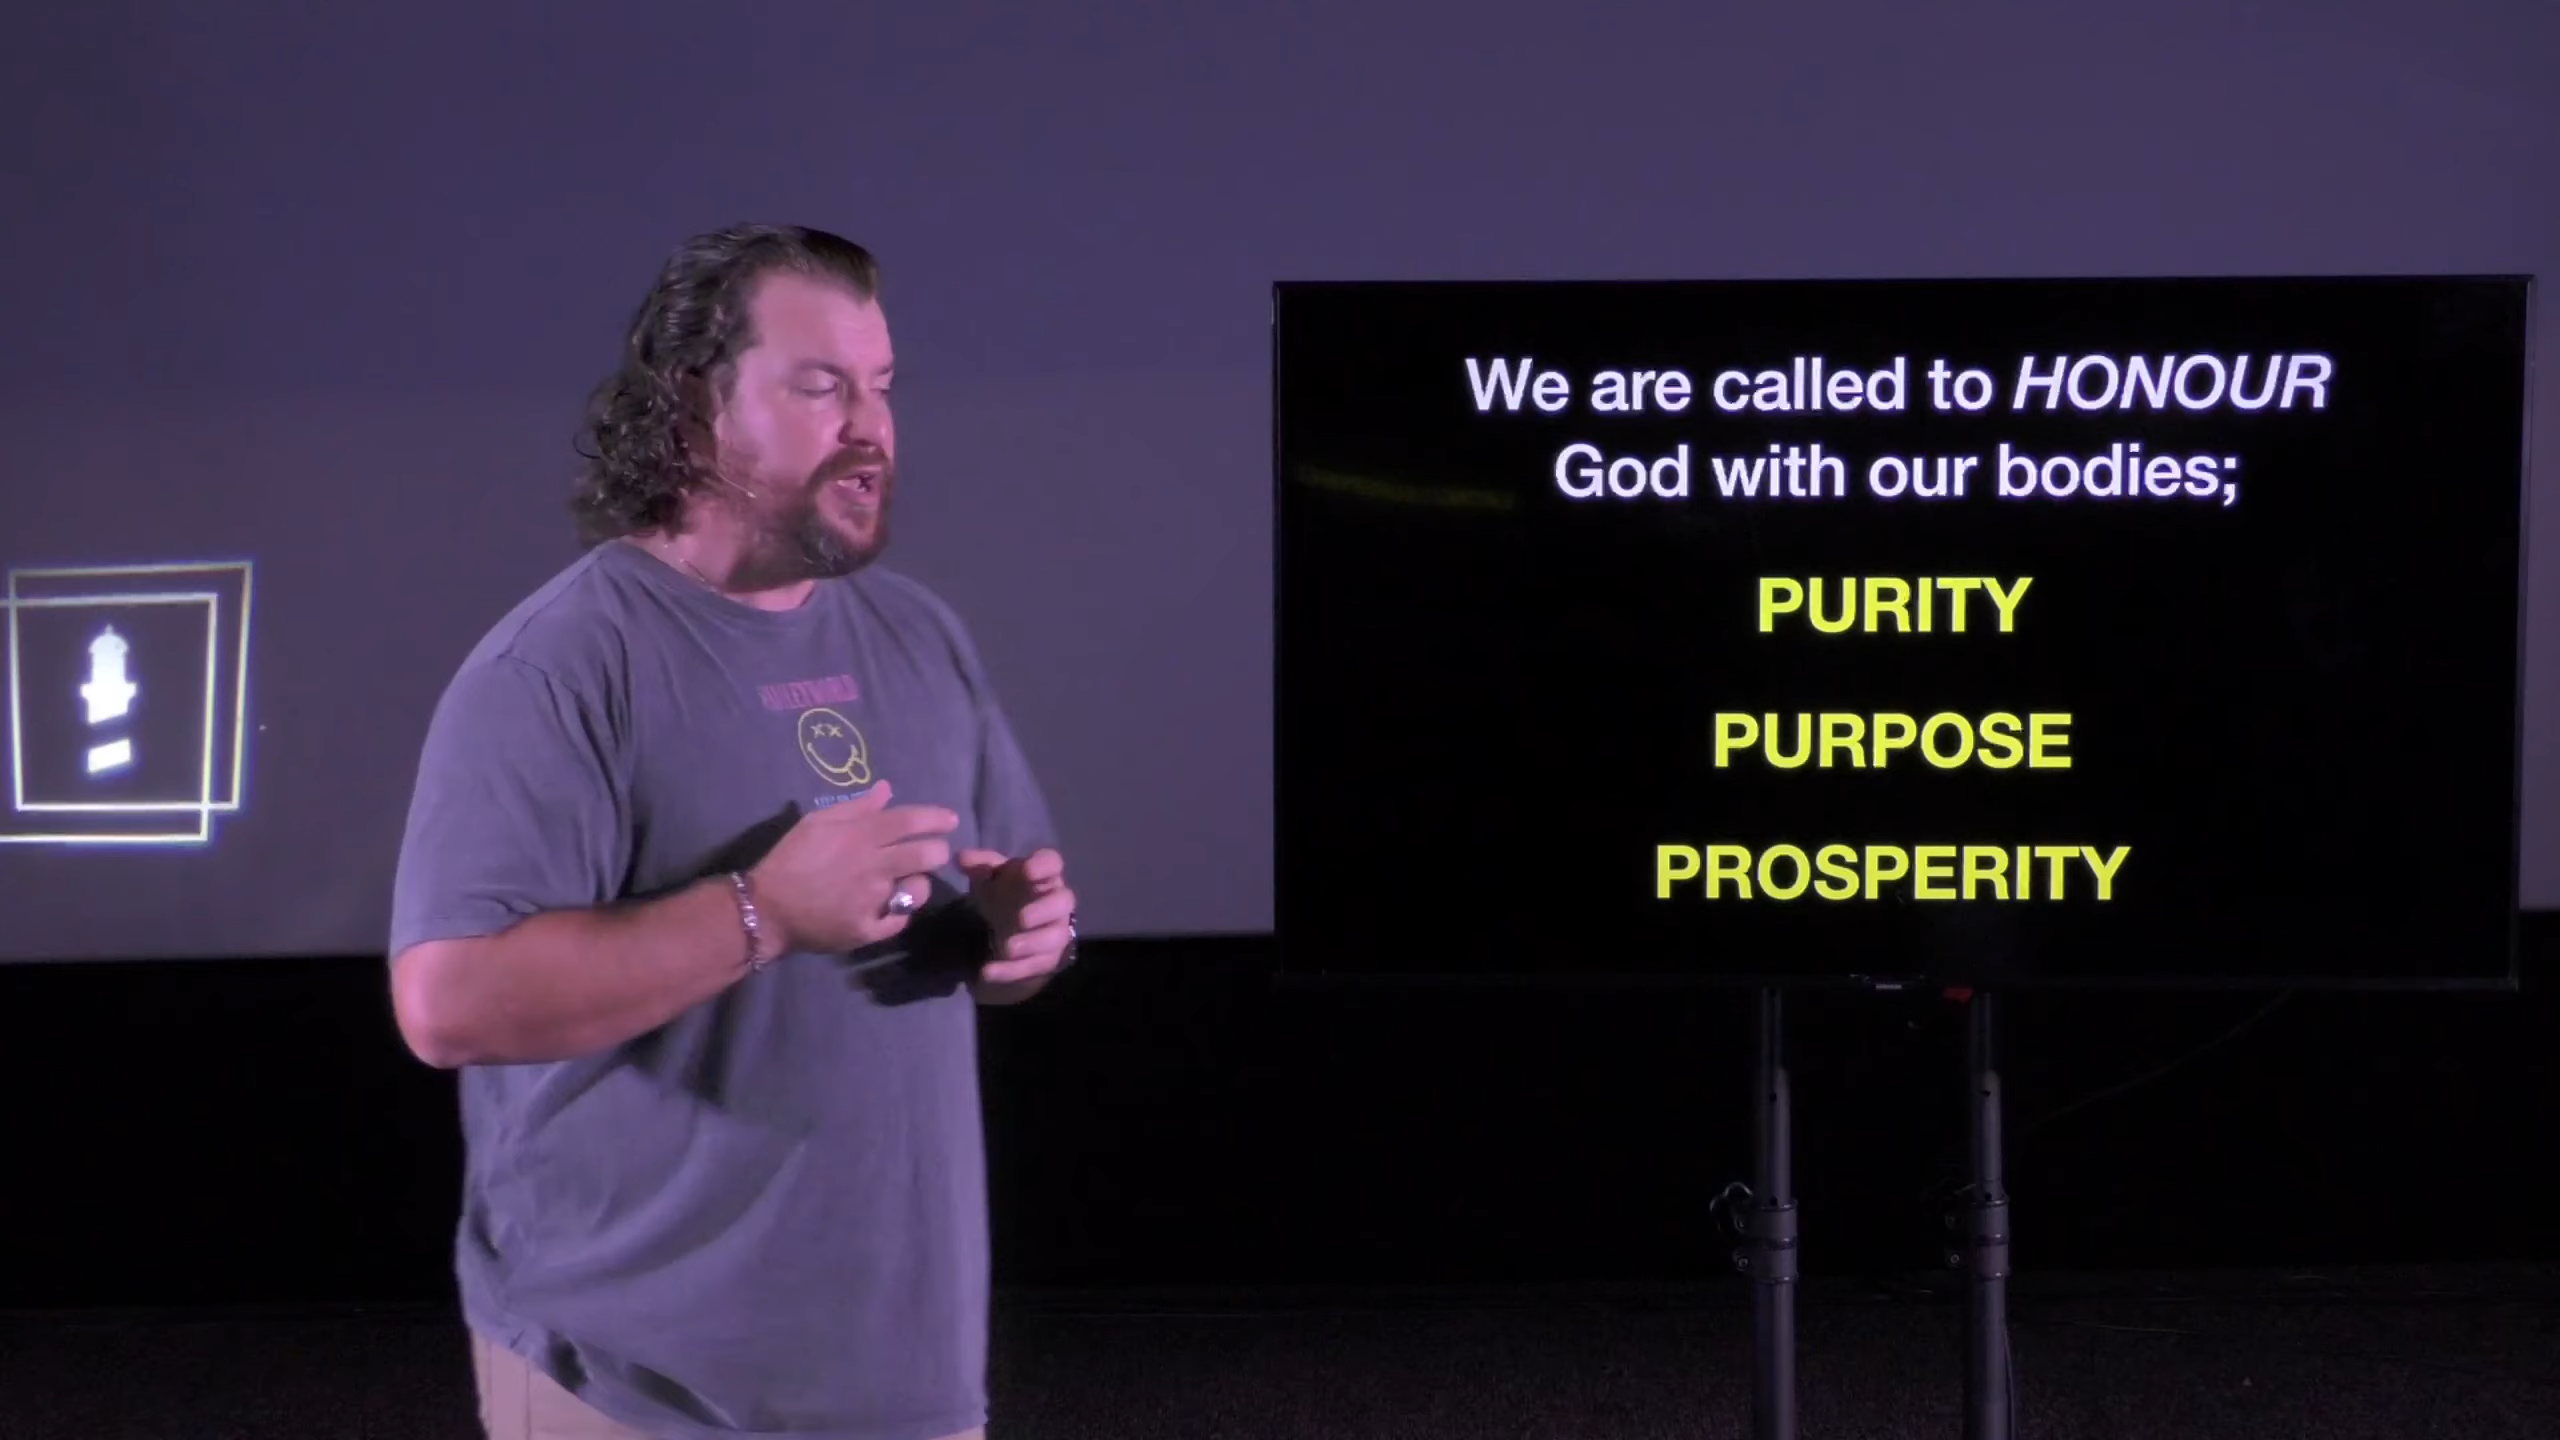 We are called to HONOUR
God with our bodies;
PURITY
PURPOSE
PROSPERITY